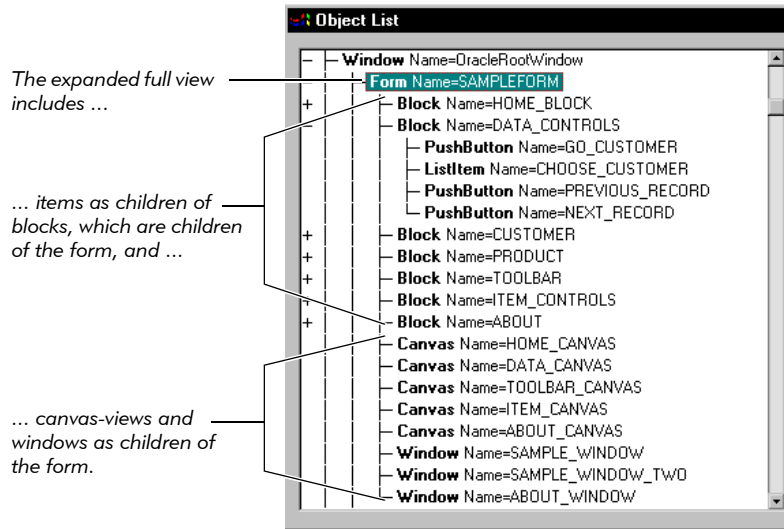 Object List
Window Name=OracleRootWindow
Form Name=SAMPLEFORM
Block Name=HOME_BLOCK
Block Name=DATA_CONTROLS
PushButton Name=GO_CUSTOMER
ListItem Name=CHOOSE_CUSTOMER
PushButton Name=PREVIOUS_RECORD
PushButton Name=NEXT_RECORD
Block Name=CUSTOMER
Block Name=PRODUCT
Block Name=TOOLBAR
Block Name=ITEM_CONTROLS
Block Name=ABOUT
Canvas Name=HOME_CANVAS
Canvas Name=DATA_CANVAS
Canvas Name=TOOLBAR_CANVAS
Canvas Name=ITEM_CANVAS
Canvas Name=ABOUT_CANVAS
Window Name=SAMPLE_WINDOW
Window Name=SAMPLE_WINDOW_TWO
Window Name=ABOUT_WINDOW
The expanded full view
includes ...
... items as children of
blocks, which are children
of the form, and ...
... canvas-views and
windows as children of
the form.